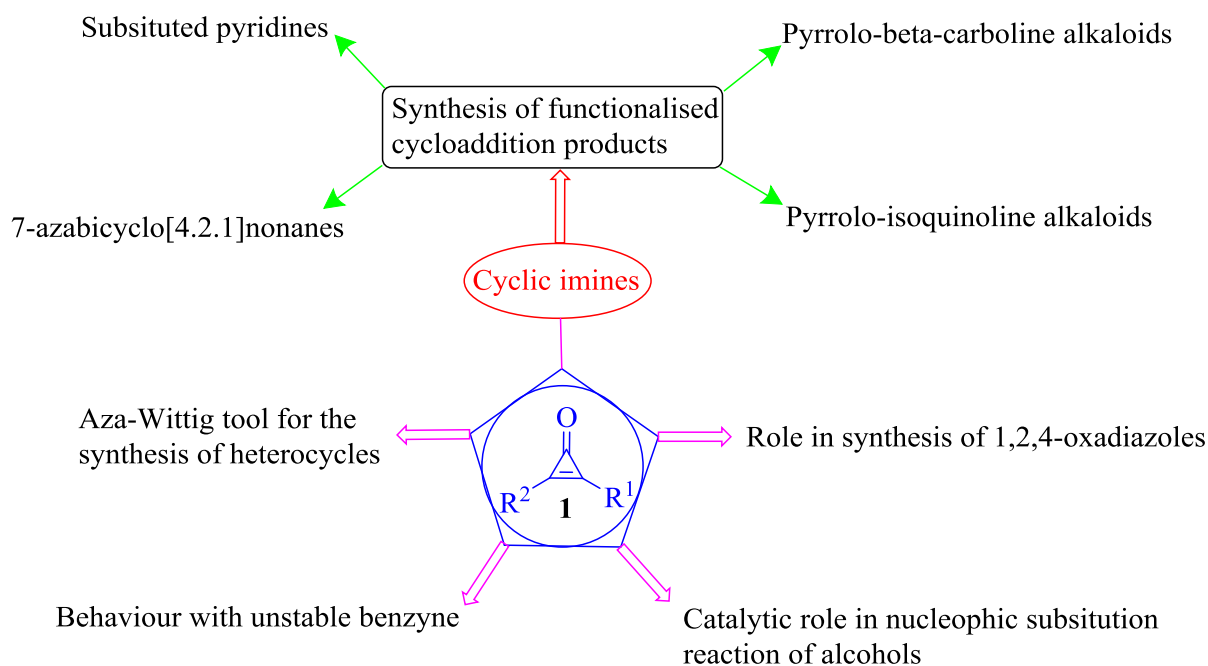 Subsituted pyridines
Pyrrolo-beta-carboline alkaloids
Synthesis of functionalised
cycloaddition products
7-azabicyclo[4.2.1]nonanes
Pyrrolo-isoquinoline alkaloids
Cyclic imines
Aza-Wittig tool for the
synthesis of heterocycles
O
R²
R¹
1
Role in synthesis of 1,2,4-oxadiazoles
Behaviour with unstable benzyne
Catalytic role in nucleophic subsitution
reaction of alcohols